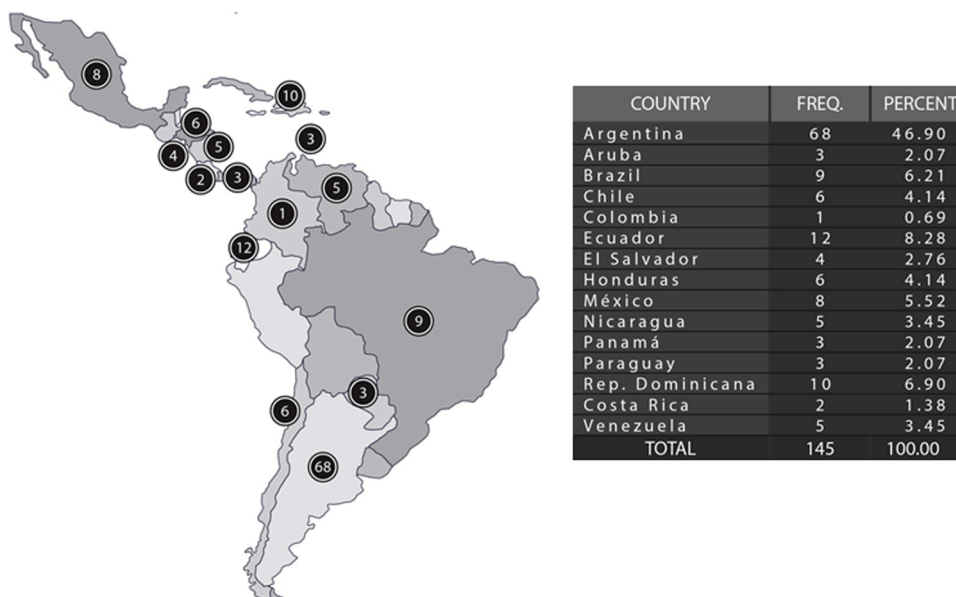 8
10
6
3
5
4
2
3
5
1
12
9
3
6
68
COUNTRY FREQ. PERCENT
Argentina 68 46.90
Aruba 3 2.07
Brazil 9 6.21
Chile 6 4.14
Colombia 1 0.69
Ecuador 12 8.28
El Salvador 4 2.76
Honduras 6 4.14
México 8 5.52
Nicaragua 5 3.45
Panamá 3 2.07
Paraguay 3 2.07
Rep. Dominicana 10 6.90
Costa Rica 2 1.38
Venezuela 5 3.45
TOTAL 145 100.00